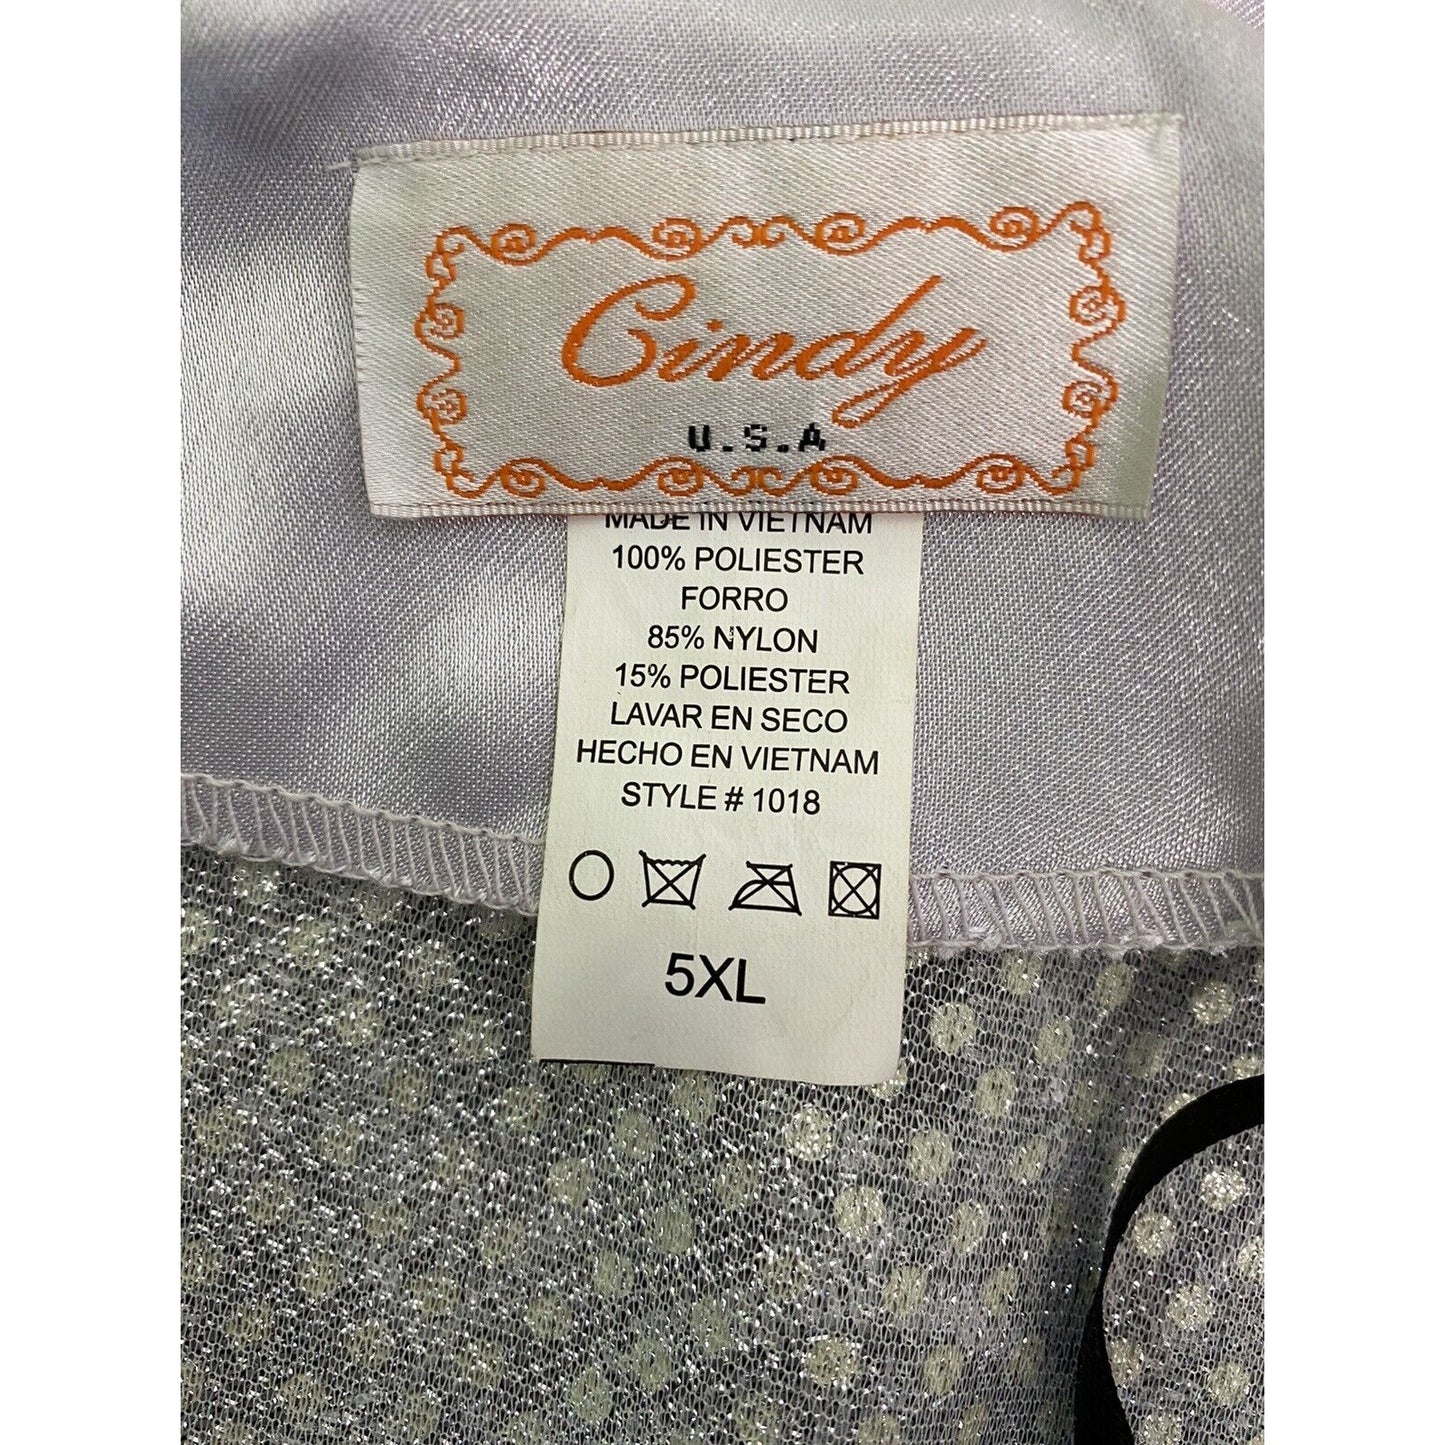 Cindy
U.S.A
MADE IN VIETNAM
100% POLIESTER
FORRO
85% NYLON
15% POLIESTER
LAVAR EN SECO
HECHO EN VIETNAM
STYLE # 1018
5XL